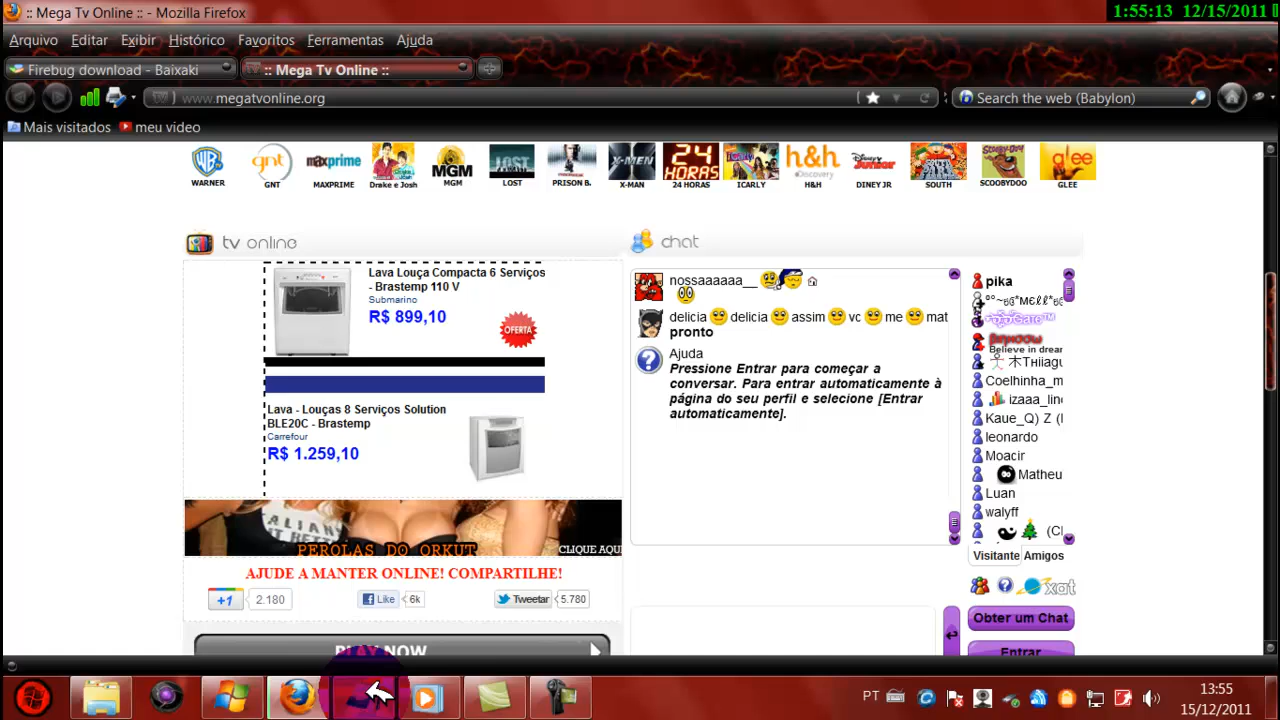 :: Mega Tv Online :: - Mozilla Firefox
1:55:13 12/15/2011
Arquivo Editar Exibir Histórico Favoritos Ferramentas Ajuda
Firebug download - Baixaki
:: Mega Tv Online ::
www.megatvonline.org
Search the web (Babylon)
Mais visitados meu video
WARNER GNT MAXPRIME Drake e Josh MGM LOST PRISON B. X-MAN 24 HORAS ICARLY H&H DINEY JR SOUTH SCOOBYDOO GLEE
tv online
chat
Lava Louça Compacta 6 Serviços
- Brastemp 110 V
Submarino
R$ 899,10
OFERTA
Lava - Louças 8 Serviços Solution
BLE20C - Brastemp
Carrefour
R$ 1.259,10
PEROLAS DO ORKUT
CLIQUE AQUI
AJUDE A MANTER ONLINE! COMPARTILHE!
+1 2.180
Like 6k
Tweetar 5.780
PLAY NOW
nossaaaaaa__
delicia delicia assim vc me mat
pronto
Ajuda
Pressione Entrar para começar a
conversar. Para entrar automaticamente à
página do seu perfil e selecione [Entrar
automaticamente].
pika
Believe in dream
Coelhinha_m
izaaa_linc
Kaue_Q) Z (
leonardo
Moacir
Matheu
Luan
walyff
Visitante Amigos
xat
Obter um Chat
Entrar
PT
13:55
15/12/2011